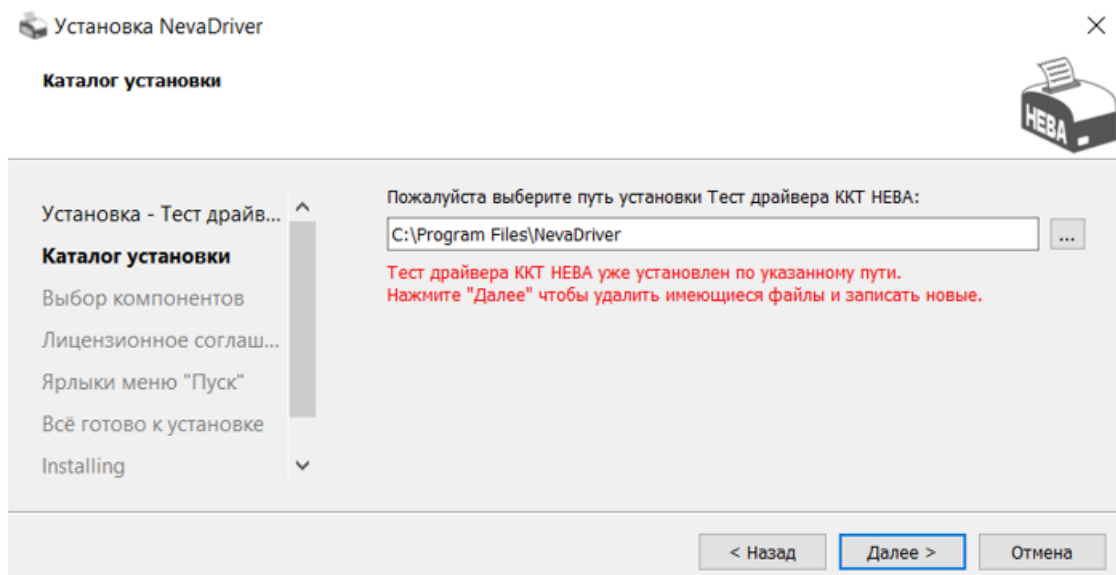 Установка NevaDriver
Каталог установки
НЕВА
Установка - Тест драйв...
Каталог установки
Выбор компонентов
Лицензионное соглаш...
Ярлыки меню "Пуск"
Всё готово к установке
Installing
Пожалуйста выберите путь установки Тест драйвера ККТ НЕВА:
C:\Program Files\NevaDriver
...
Тест драйвера ККТ НЕВА уже установлен по указанному пути.
Нажмите "Далее" чтобы удалить имеющиеся файлы и записать новые.
< Назад
Далее >
Отмена